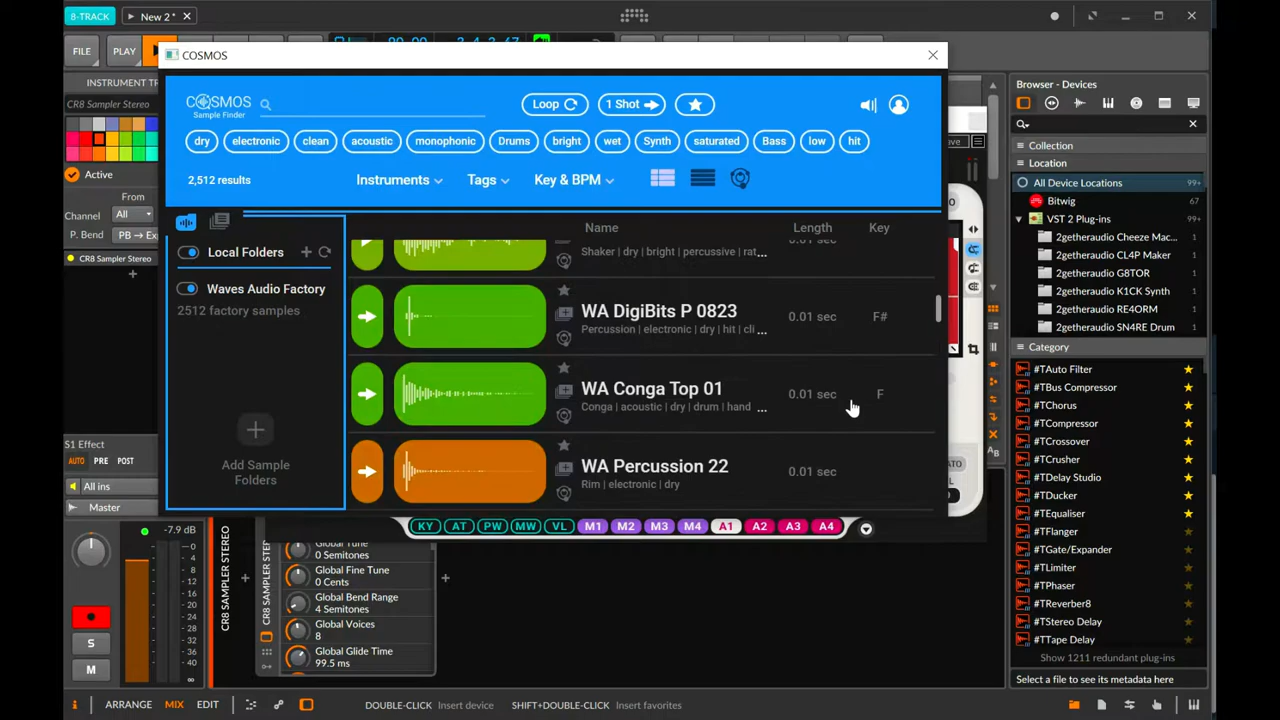 8-TRACK
New 2 *
FILE
PLAY
COSMOS
INSTRUMENT TR
CR8 Sampler Stereo
Active
From
Channel All
P. Bend PB → Exp
CR8 Sampler Stereo
S1 Effect
AUTO PRE POST
All ins
Master
-7.9 dB
S
M
COSMOS
Sample Finder
Loop
1 Shot
dry electronic clean acoustic monophonic Drums bright wet Synth saturated Bass low hit
2,512 results
Instruments Tags Key & BPM
Local Folders
Waves Audio Factory
2512 factory samples
Add Sample
Folders
Name Length Key
Shaker | dry | bright | percussive | rat...
WA DigiBits P 0823 0.01 sec F#
Percussion | electronic | dry | hit | cli...
WA Conga Top 01 0.01 sec F
Conga | acoustic | dry | drum | hand ...
WA Percussion 22 0.01 sec
Rim | electronic | dry
KY AT PW MW VL M1 M2 M3 M4 A1 A2 A3 A4
CR8 SAMPLER STEREO
0 Semitones
Global Fine Tune
0 Cents
Global Bend Range
4 Semitones
Global Voices
8
Global Glide Time
99.5 ms
Browser - Devices
Collection
Location
All Device Locations 99+
Bitwig 67
VST 2 Plug-ins 99+
2getheraudio Cheeze Mac...
2getheraudio CL4P Maker
2getheraudio G8TOR
2getheraudio K1CK Synth
2getheraudio RE4ORM
2getheraudio SN4RE Drum
Category
#TAuto Filter
#TBus Compressor
#TChorus
#TCompressor
#TCrossover
#TCrusher
#TDelay Studio
#TDucker
#TEqualiser
#TFlanger
#TGate/Expander
#TLimiter
#TPhaser
#TReverber8
#TStereo Delay
#TTape Delay
Show 1211 redundant plug-ins
Select a file to see its metadata here
ARRANGE MIX EDIT
DOUBLE-CLICK Insert device SHIFT+DOUBLE-CLICK Insert favorites